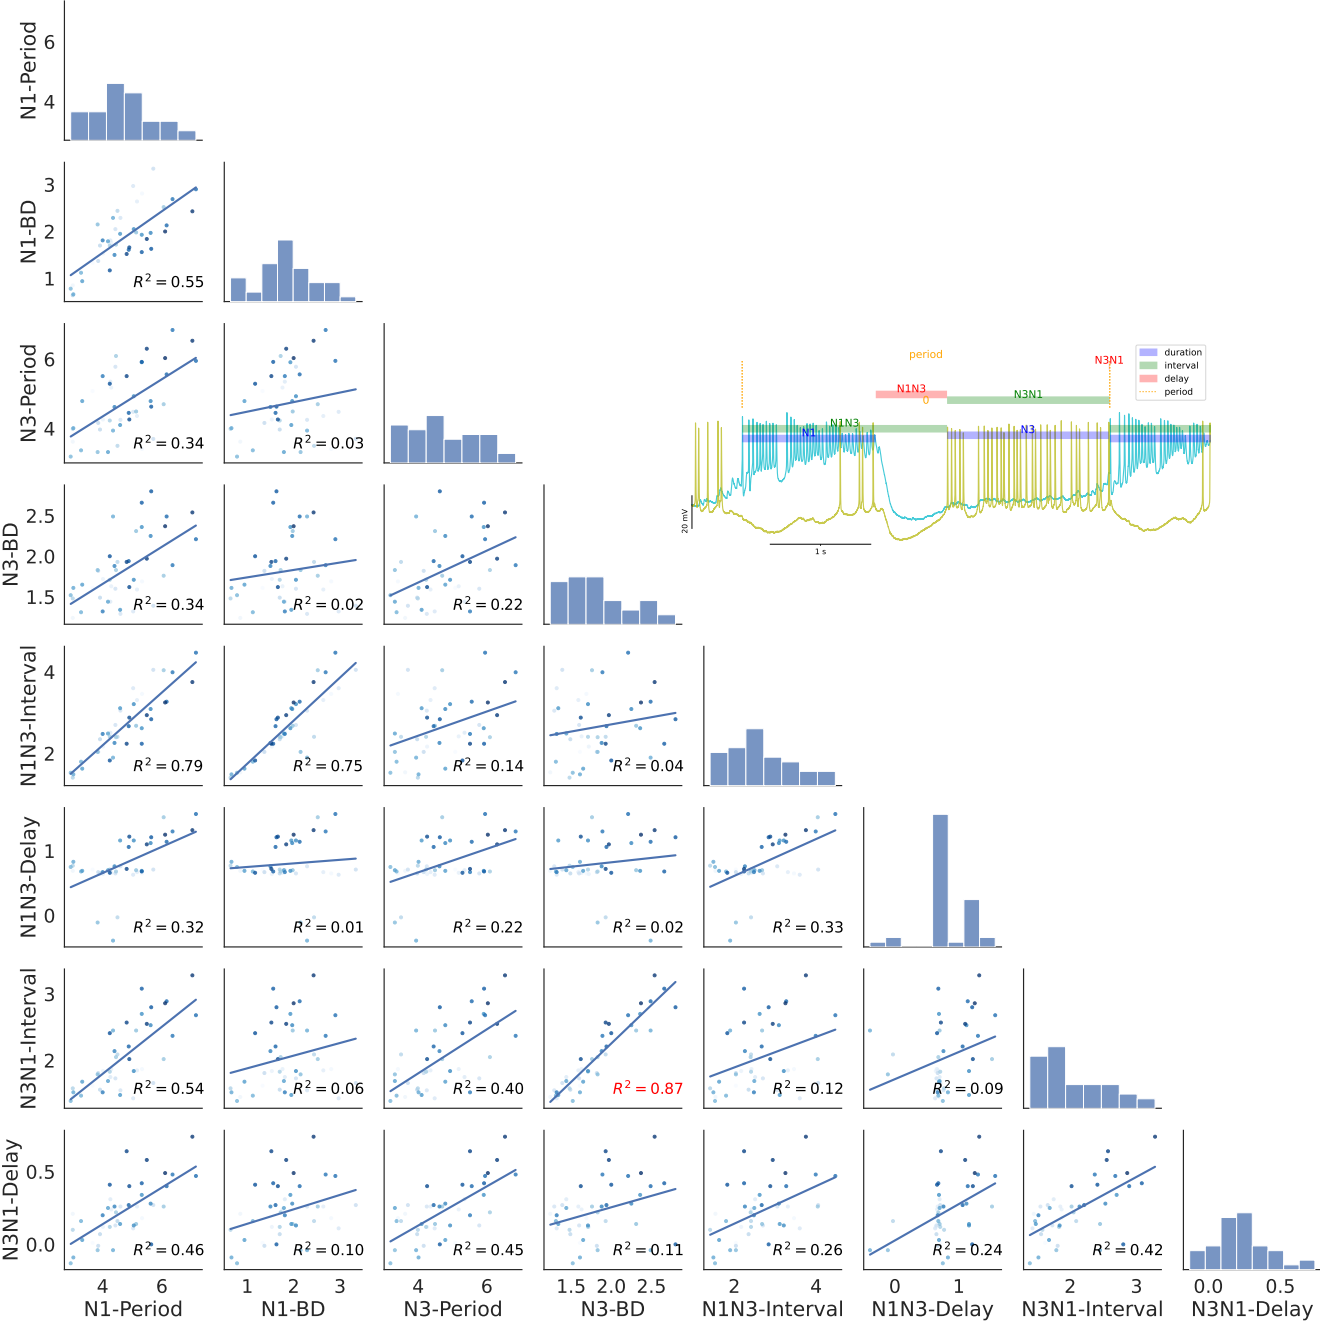 N1-Period
6
4
N1-BD
3
2
1
R² = 0.55
N3-Period
6
4
R² = 0.34
R² = 0.03
period
N3N1
duration
interval
delay
period
N1N3
0
N3N1
N1N3
N1
N3
20 mV
1 s
N3-BD
2.5
2.0
1.5
R² = 0.34
R² = 0.02
R² = 0.22
N1N3-Interval
4
2
R² = 0.79
R² = 0.75
R² = 0.14
R² = 0.04
N1N3-Delay
1
0
R² = 0.32
R² = 0.01
R² = 0.22
R² = 0.02
R² = 0.33
N3N1-Interval
3
2
R² = 0.54
R² = 0.06
R² = 0.40
R² = 0.87
R² = 0.12
R² = 0.09
N3N1-Delay
0.5
0.0
R² = 0.46
R² = 0.10
R² = 0.45
R² = 0.11
R² = 0.26
R² = 0.24
R² = 0.42
4 6 1 2 3 4 6 1.5 2.0 2.5 2 4 0 1 2 3 0.0 0.5
N1-Period N1-BD N3-Period N3-BD N1N3-Interval N1N3-Delay N3N1-Interval N3N1-Delay